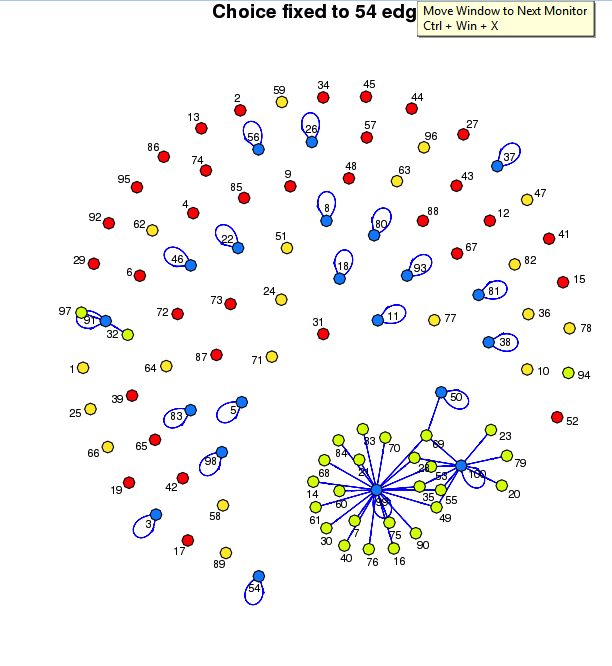 Choice fixed to 54 edg
Move Window to Next Monitor
Ctrl + Win + X
59 34 45
2 44
13 56 26 57 27
86 96
74 48 37
95 9 63 43
85 47
4 8 88 12
92 62 80
22 51 41
29 46 67
6 18 93 82 15
24 81
97 73
91 72 11 77 36
32 31 78
38
87 71
1 64 10 94
39 50
25 83 5 52
65 33 69 23
66 84 70
98 21 28 79
68 53 100
19 42 14 20
60 99 35 55
58 61 49
3 30 7 75
17 40 90
89 76 16
54